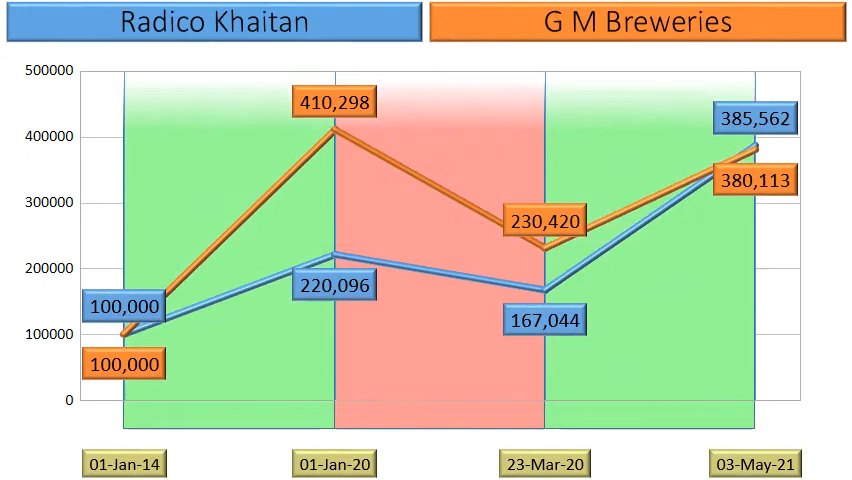 Radico Khaitan
G M Breweries
500000
400000
300000
200000
100000
0
410,298
385,562
380,113
230,420
220,096
167,044
100,000
100,000
01-Jan-14
01-Jan-20
23-Mar-20
03-May-21